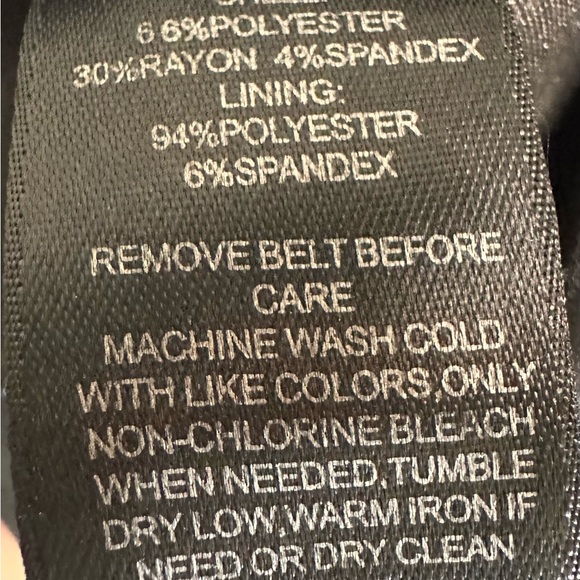 SHELL:
6 6%POLYESTER
30%RAYON 4%SPANDEX
LINING:
94%POLYESTER
6%SPANDEX
REMOVE BELT BEFORE
CARE
MACHINE WASH COLD
WITH LIKE COLORS,ONLY
NON-CHLORINE BLEACH
WHEN NEEDED,TUMBLE
DRY LOW,WARM IRON IF
NEED OR DRY CLEAN